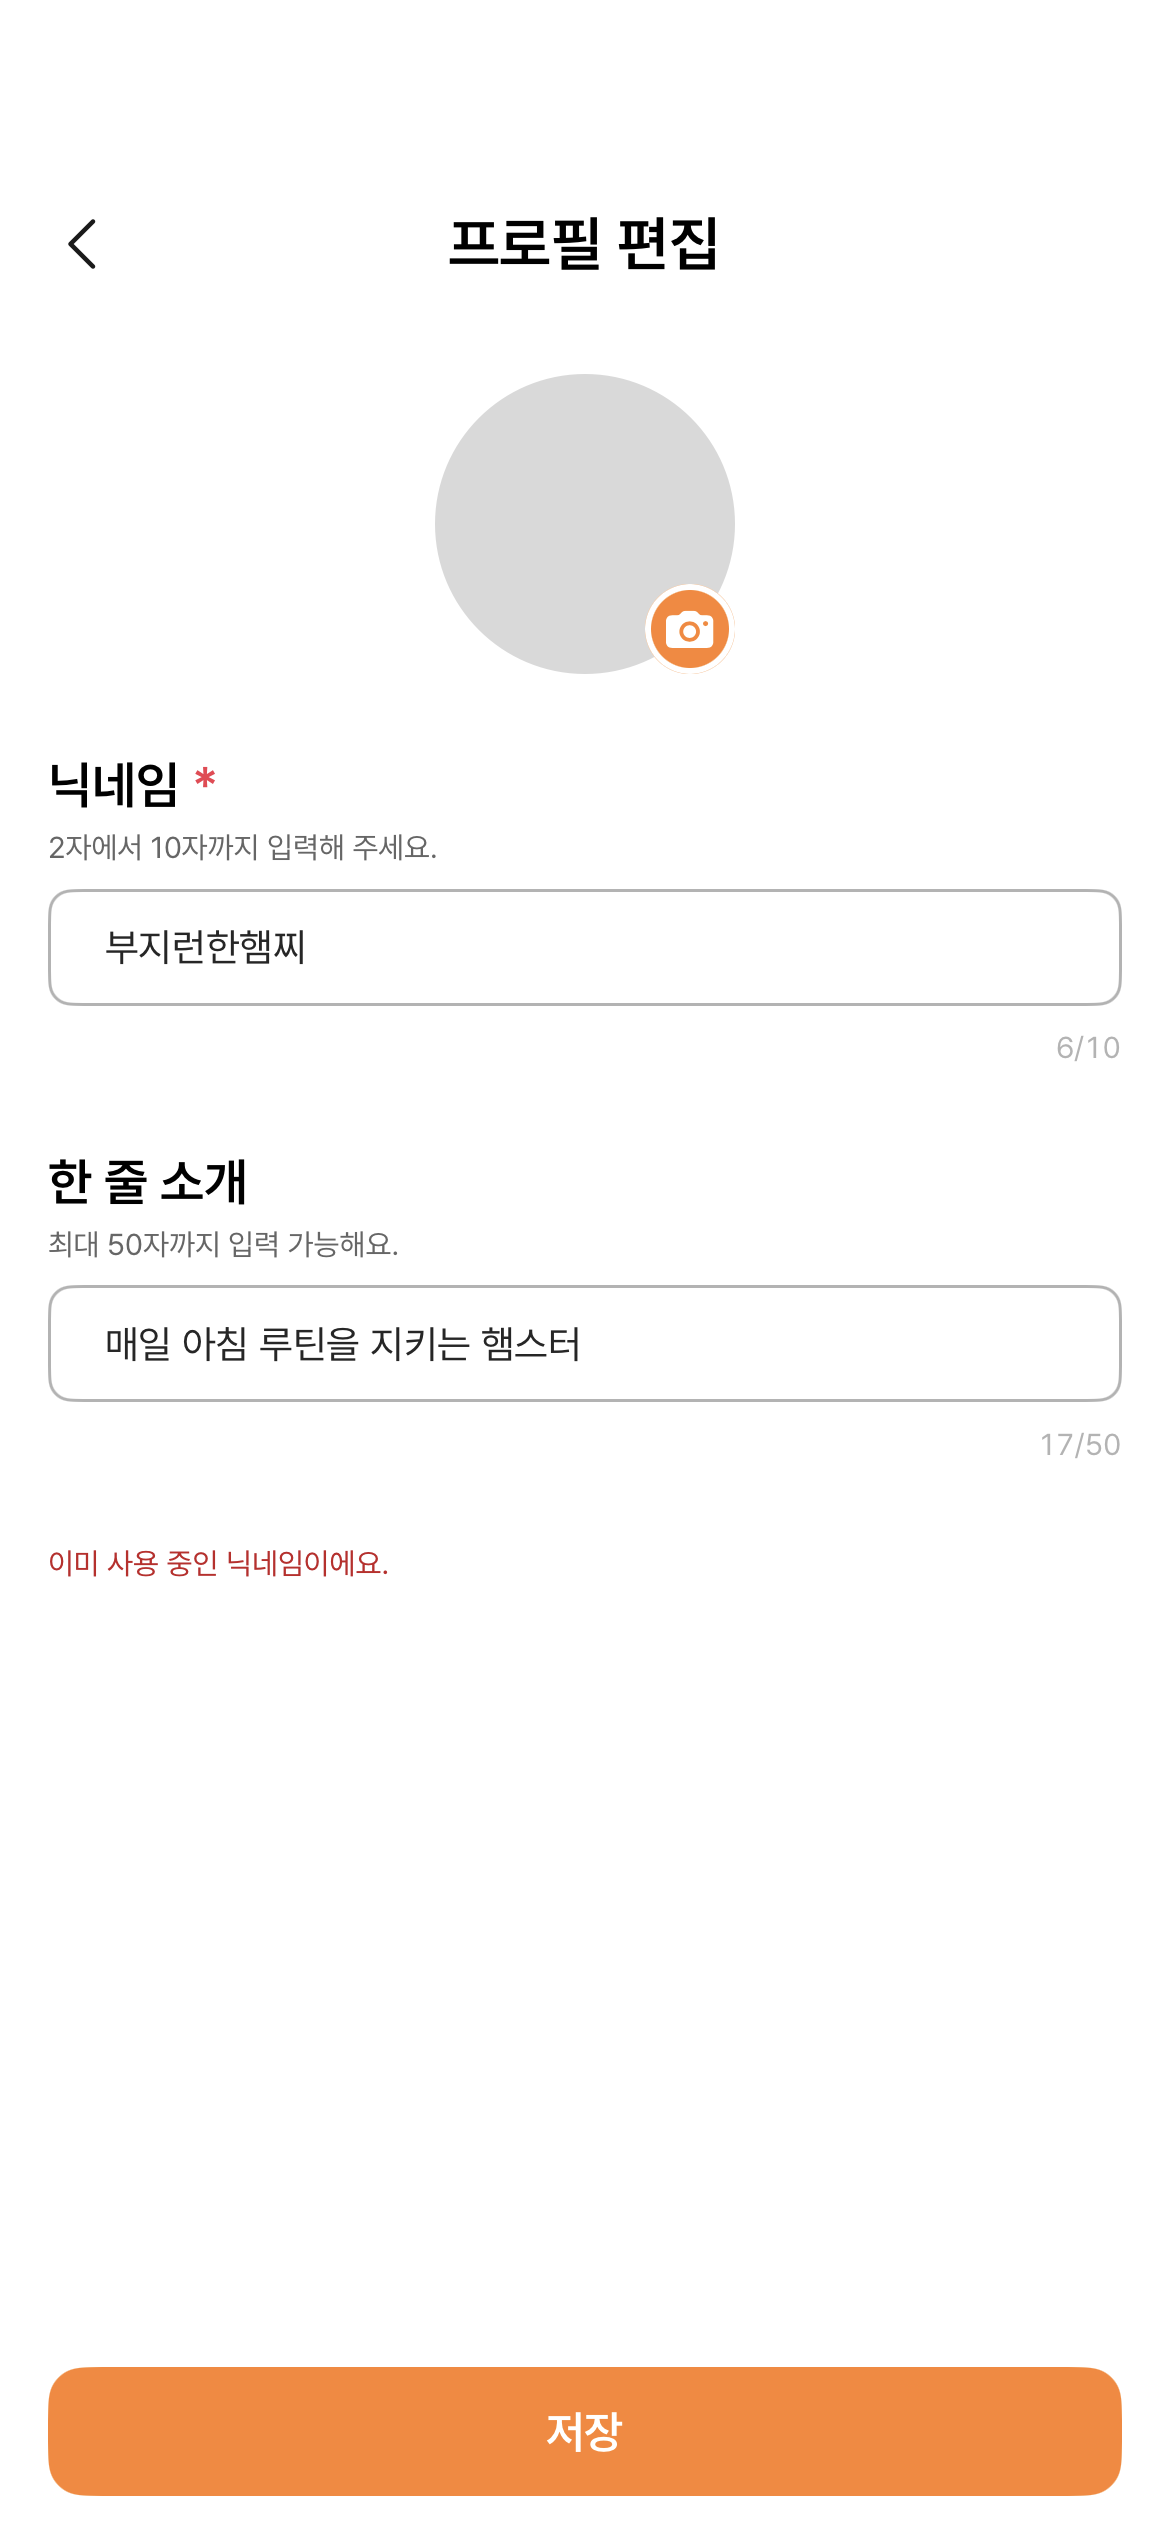 프로필 편집
닉네임 *
2자에서 10자까지 입력해 주세요.
부지런한햄찌
6/10
한 줄 소개
최대 50자까지 입력 가능해요.
매일 아침 루틴을 지키는 햄스터
17/50
이미 사용 중인 닉네임이에요.
저장